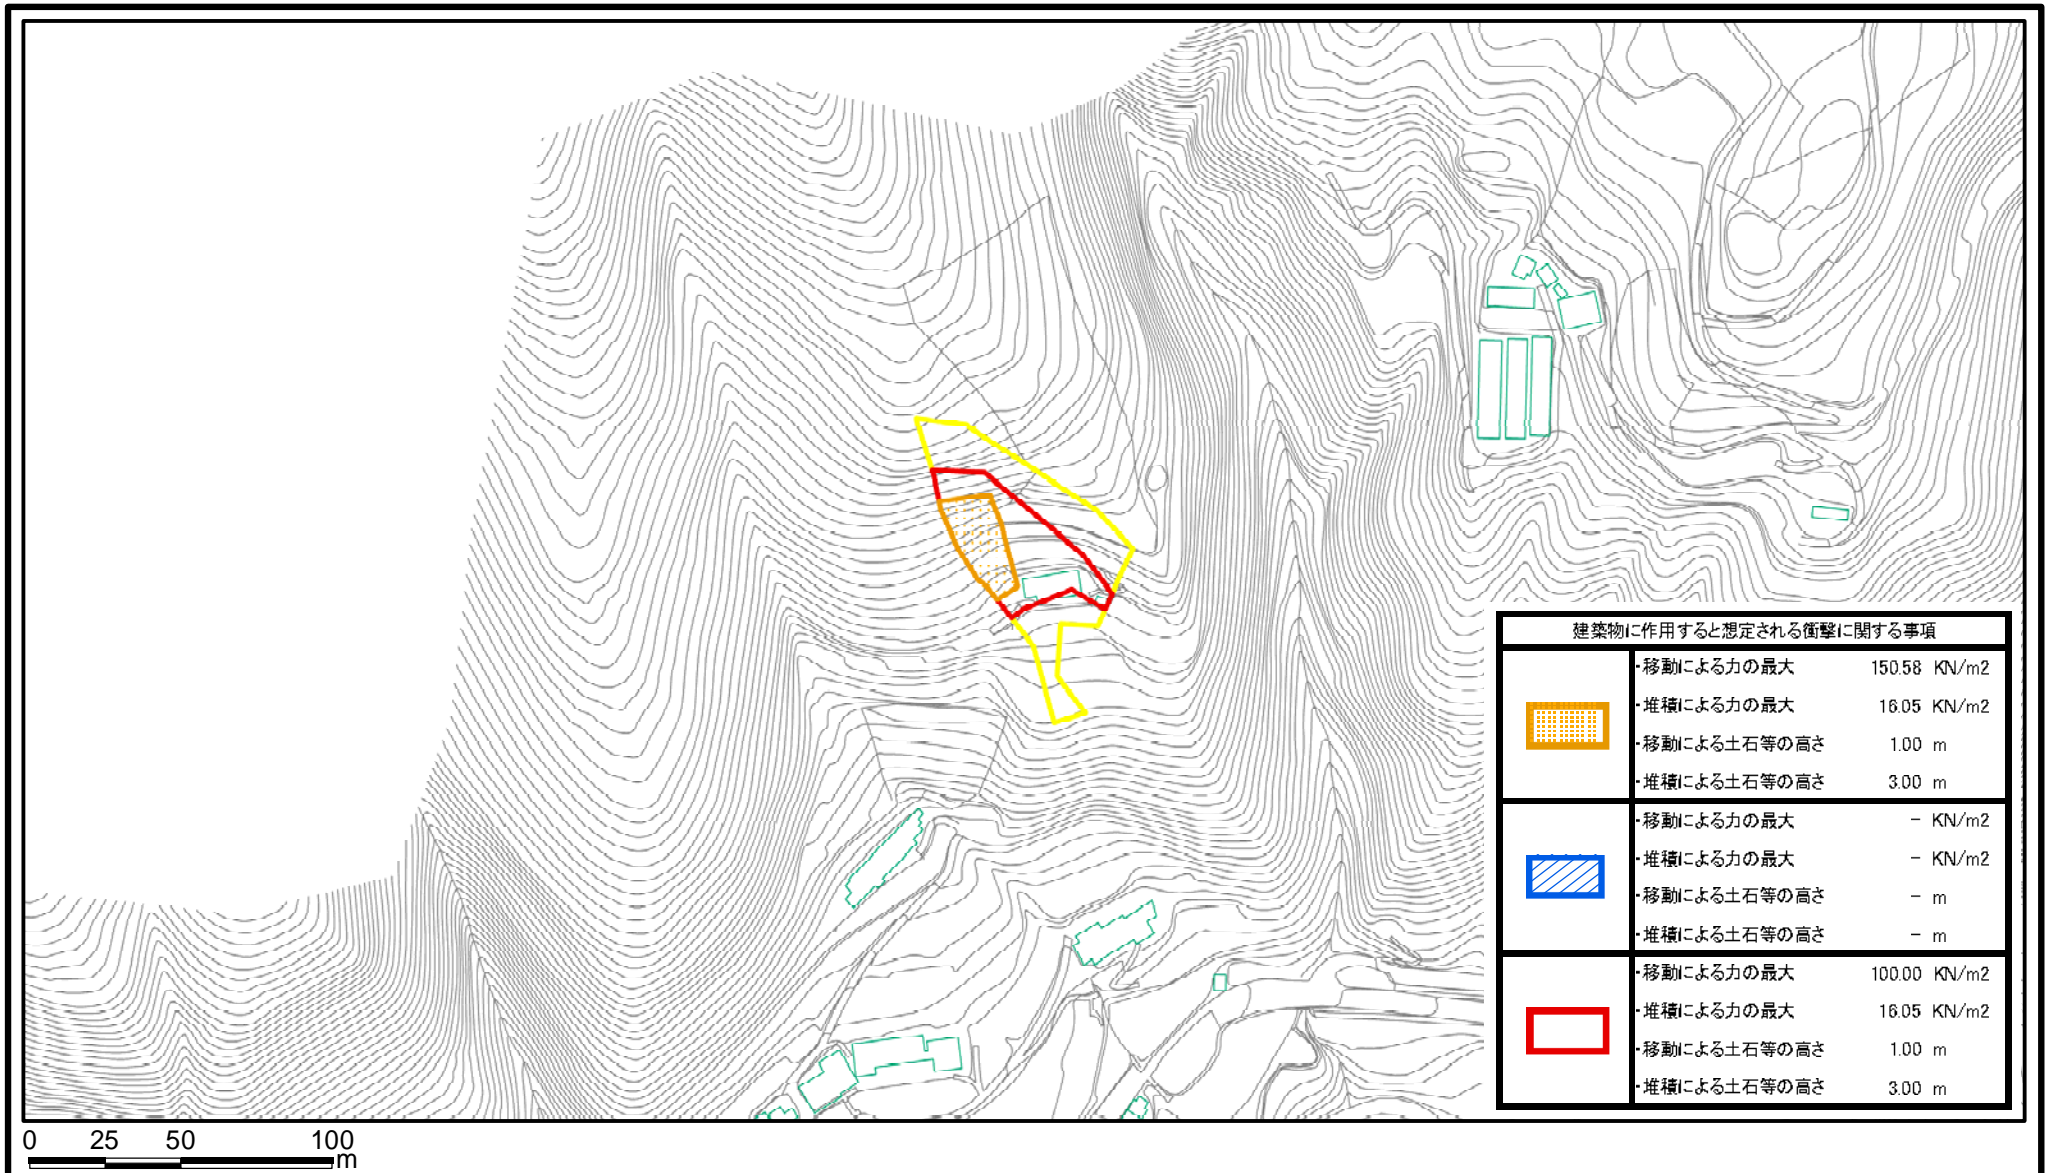 建築物に作用すると想定される衝撃に関する事項
・移動による力の最大 150.58 KN/m2
・堆積による力の最大 16.05 KN/m2
・移動による土石等の高さ 1.00 m
・堆積による土石等の高さ 3.00 m
・移動による力の最大 - KN/m2
・堆積による力の最大 - KN/m2
・移動による土石等の高さ - m
・堆積による土石等の高さ - m
・移動による力の最大 100.00 KN/m2
・堆積による力の最大 16.05 KN/m2
・移動による土石等の高さ 1.00 m
・堆積による土石等の高さ 3.00 m
0 25 50 100
m